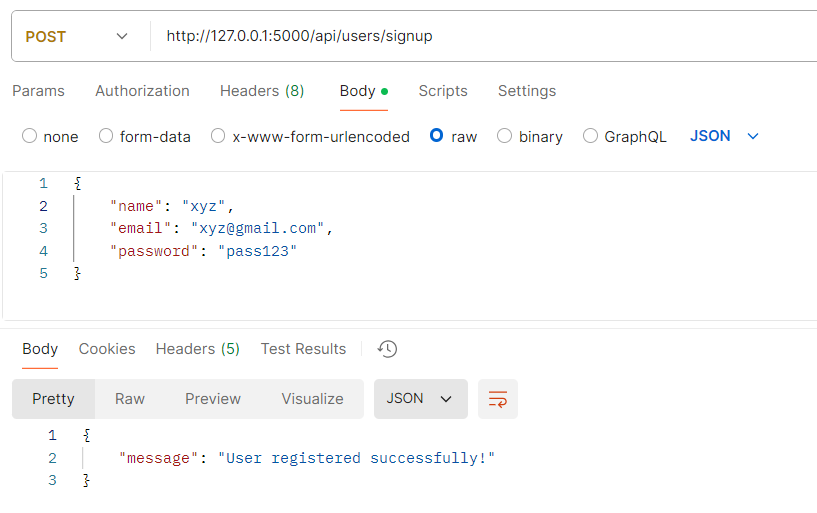 POST http://127.0.0.1:5000/api/users/signup
Params Authorization Headers (8) Body Scripts Settings
none form-data x-www-form-urlencoded raw binary GraphQL JSON
1 {
2 "name": "xyz",
3 "email": "xyz@gmail.com",
4 "password": "pass123"
5 }
Body Cookies Headers (5) Test Results
Pretty Raw Preview Visualize JSON
1 {
2 "message": "User registered successfully!"
3 }